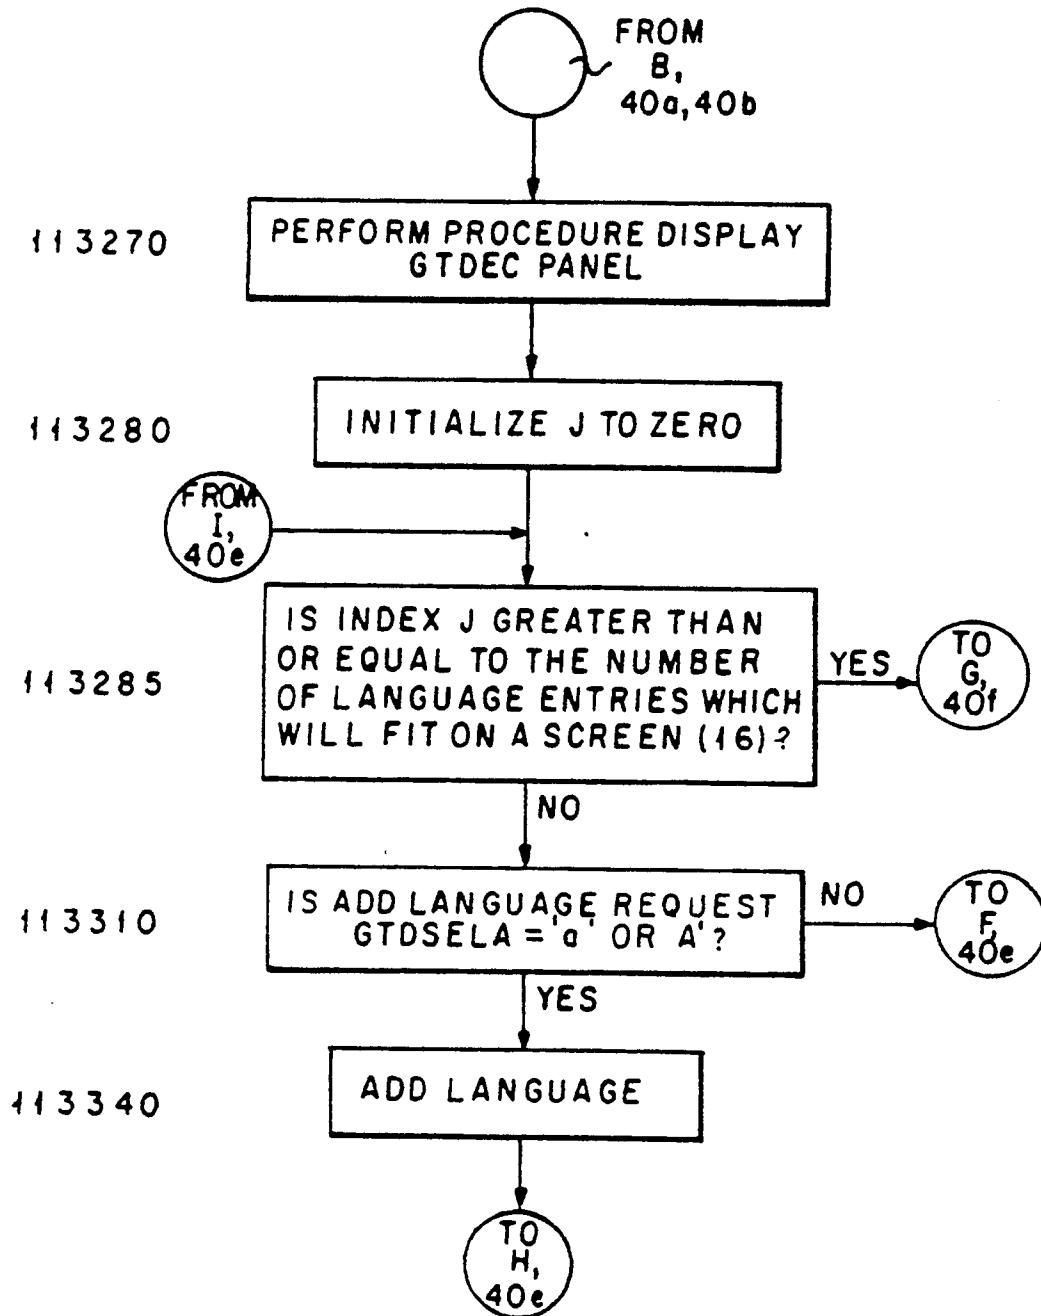 FROM
B,
40a, 40b
113270
PERFORM PROCEDURE DISPLAY
GTDEC PANEL
113280
INITIALIZE J TO ZERO
FROM
I,
40e
113285
IS INDEX J GREATER THAN
OR EQUAL TO THE NUMBER
OF LANGUAGE ENTRIES WHICH
WILL FIT ON A SCREEN (16)?
YES
TO
G,
40f
NO
113310
IS ADD LANGUAGE REQUEST
GTDSELA = 'a' OR A'?
NO
TO
F,
40e
YES
113340
ADD LANGUAGE
TO
H,
40e